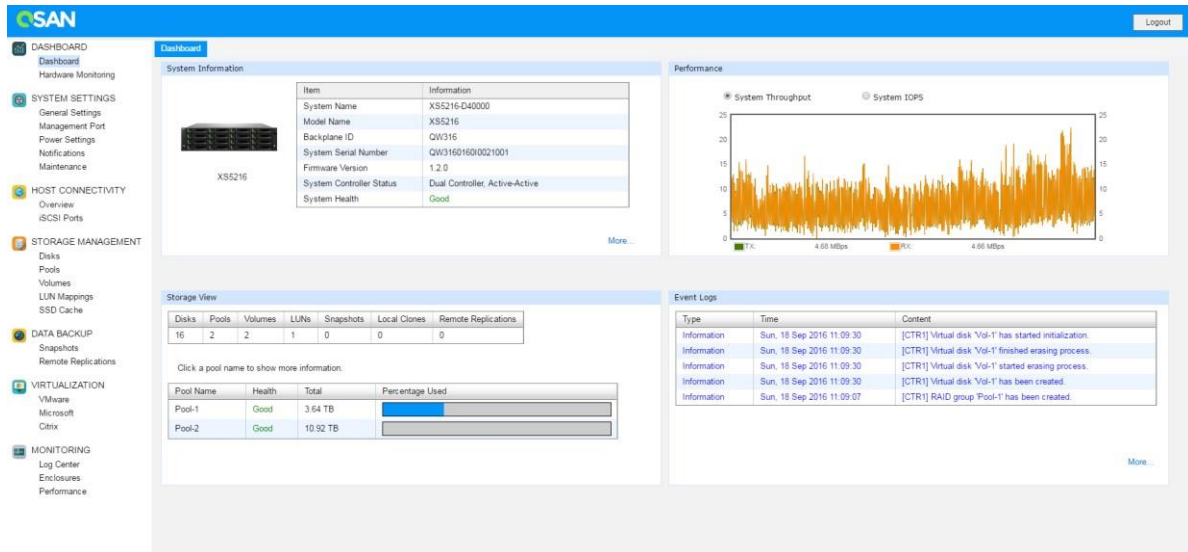 QSAN
Logout
DASHBOARD
Dashboard
Hardware Monitoring
SYSTEM SETTINGS
General Settings
Management Port
Power Settings
Notifications
Maintenance
HOST CONNECTIVITY
Overview
iSCSI Ports
STORAGE MANAGEMENT
Disks
Pools
Volumes
LUN Mappings
SSD Cache
DATA BACKUP
Snapshots
Remote Replications
VIRTUALIZATION
VMware
Microsoft
Citrix
MONITORING
Log Center
Enclosures
Performance
Dashboard
System Information
XS5216
Item Information
System Name XS5216-D40000
Model Name XS5216
Backplane ID QW316
System Serial Number QW31601600021001
Firmware Version 1.2.0
System Controller Status Dual Controller, Active-Active
System Health Good
More...
Performance
System Throughput System IOPS
25 25
20 20
15 15
10 10
5 5
0 0
TX: 4.68 MBps RX: 4.66 MBps
Storage View
Disks Pools Volumes LUNs Snapshots Local Clones Remote Replications
16 2 2 1 0 0 0
Click a pool name to show more information.
Pool Name Health Total Percentage Used
Pool-1 Good 3.64 TB
Pool-2 Good 10.92 TB
Event Logs
Type Time Content
Information Sun, 18 Sep 2016 11:09:30 [CTR1] Virtual disk 'Vol-1' has started initialization.
Information Sun, 18 Sep 2016 11:09:30 [CTR1] Virtual disk 'Vol-1' finished erasing process.
Information Sun, 18 Sep 2016 11:09:30 [CTR1] Virtual disk 'Vol-1' started erasing process.
Information Sun, 18 Sep 2016 11:09:30 [CTR1] Virtual disk 'Vol-1' has been created.
Information Sun, 18 Sep 2016 11:09:07 [CTR1] RAID group 'Pool-1' has been created.
More...